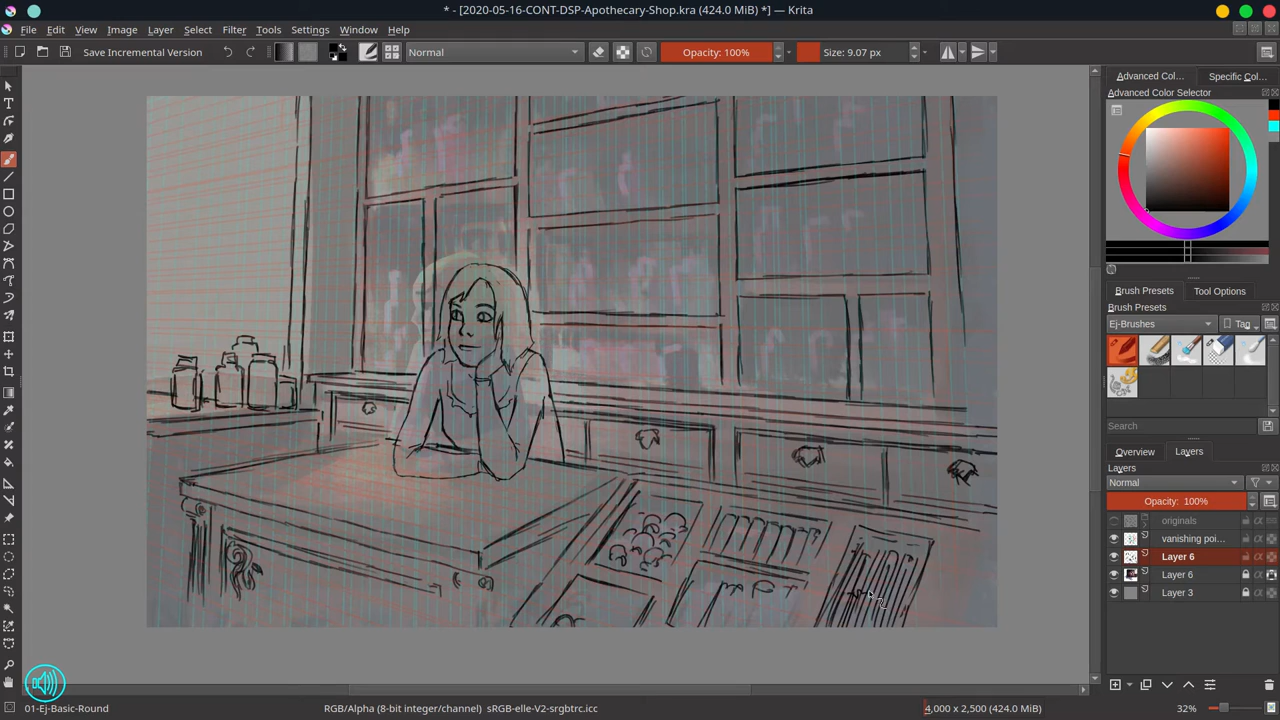 * - [2020-05-16-CONT-DSP-Apothecary-Shop.kra (424.0 MiB) *] - Krita
File Edit View Image Layer Select Filter Tools Settings Window Help
Save Incremental Version Normal Opacity: 100% Size: 9.07 px
Advanced Col... Specific Col...
Advanced Color Selector
Brush Presets Tool Options
Brush Presets
Ej-Brushes Tag
Search
Overview Layers
Layers
Normal
Opacity: 100%
originals
vanishing poi...
Layer 6
Layer 6
Layer 3
01-Ej-Basic-Round RGB/Alpha (8-bit integer/channel) sRGB-elle-V2-srgbtrc.icc 4,000 x 2,500 (424.0 MiB) 32%